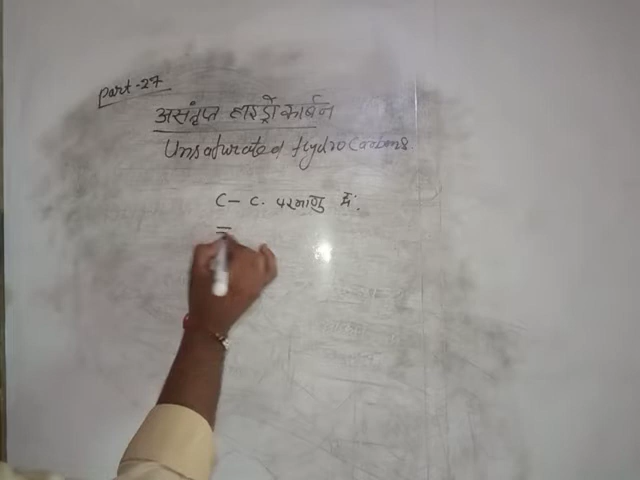 Part-27
असंतृप्त हाइड्रोकार्बन
Unsaturated Hydrocarbons
C- C. परमाणु में.
=